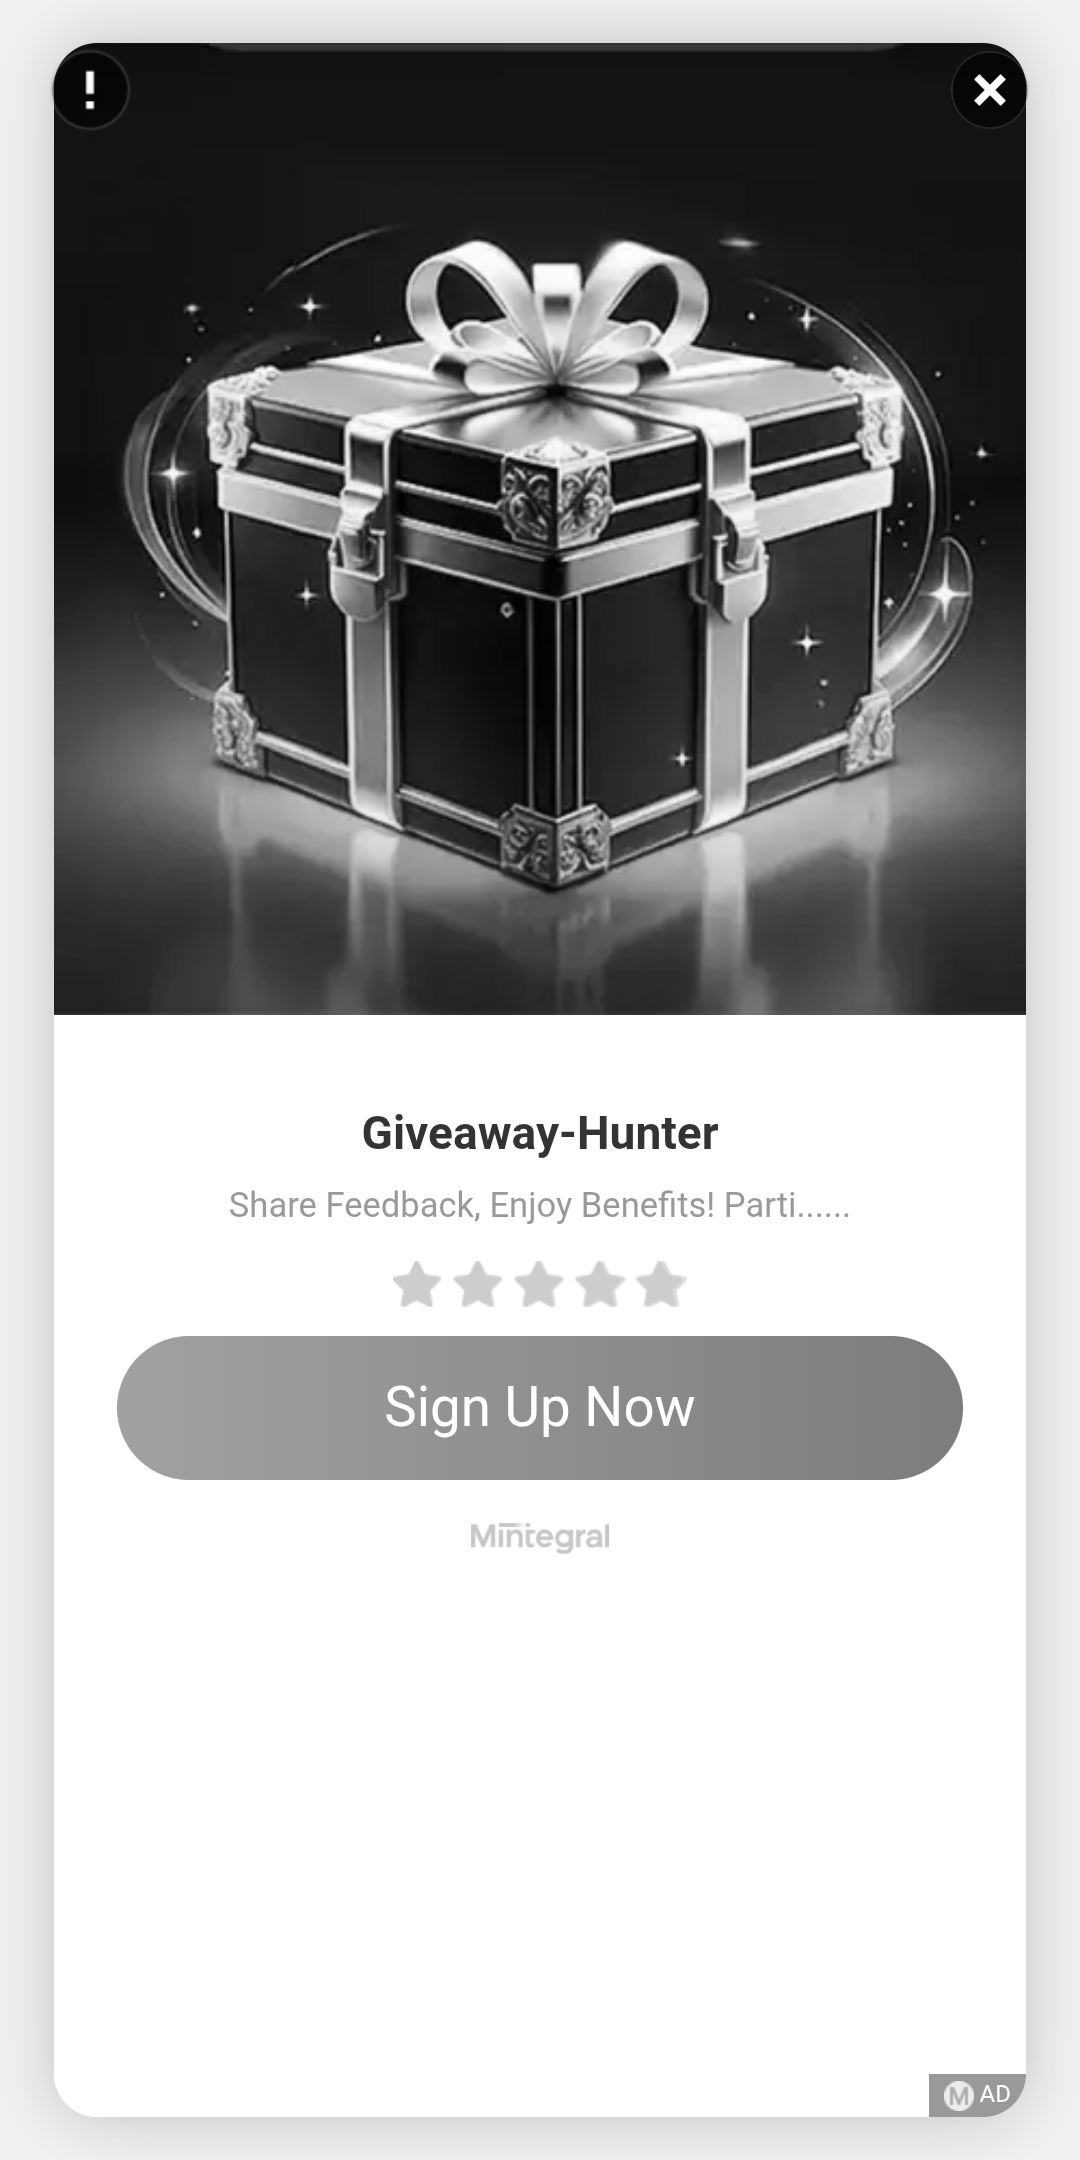 Giveaway-Hunter
Share Feedback, Enjoy Benefits! Parti......
Sign Up Now
Mintegral
M AD